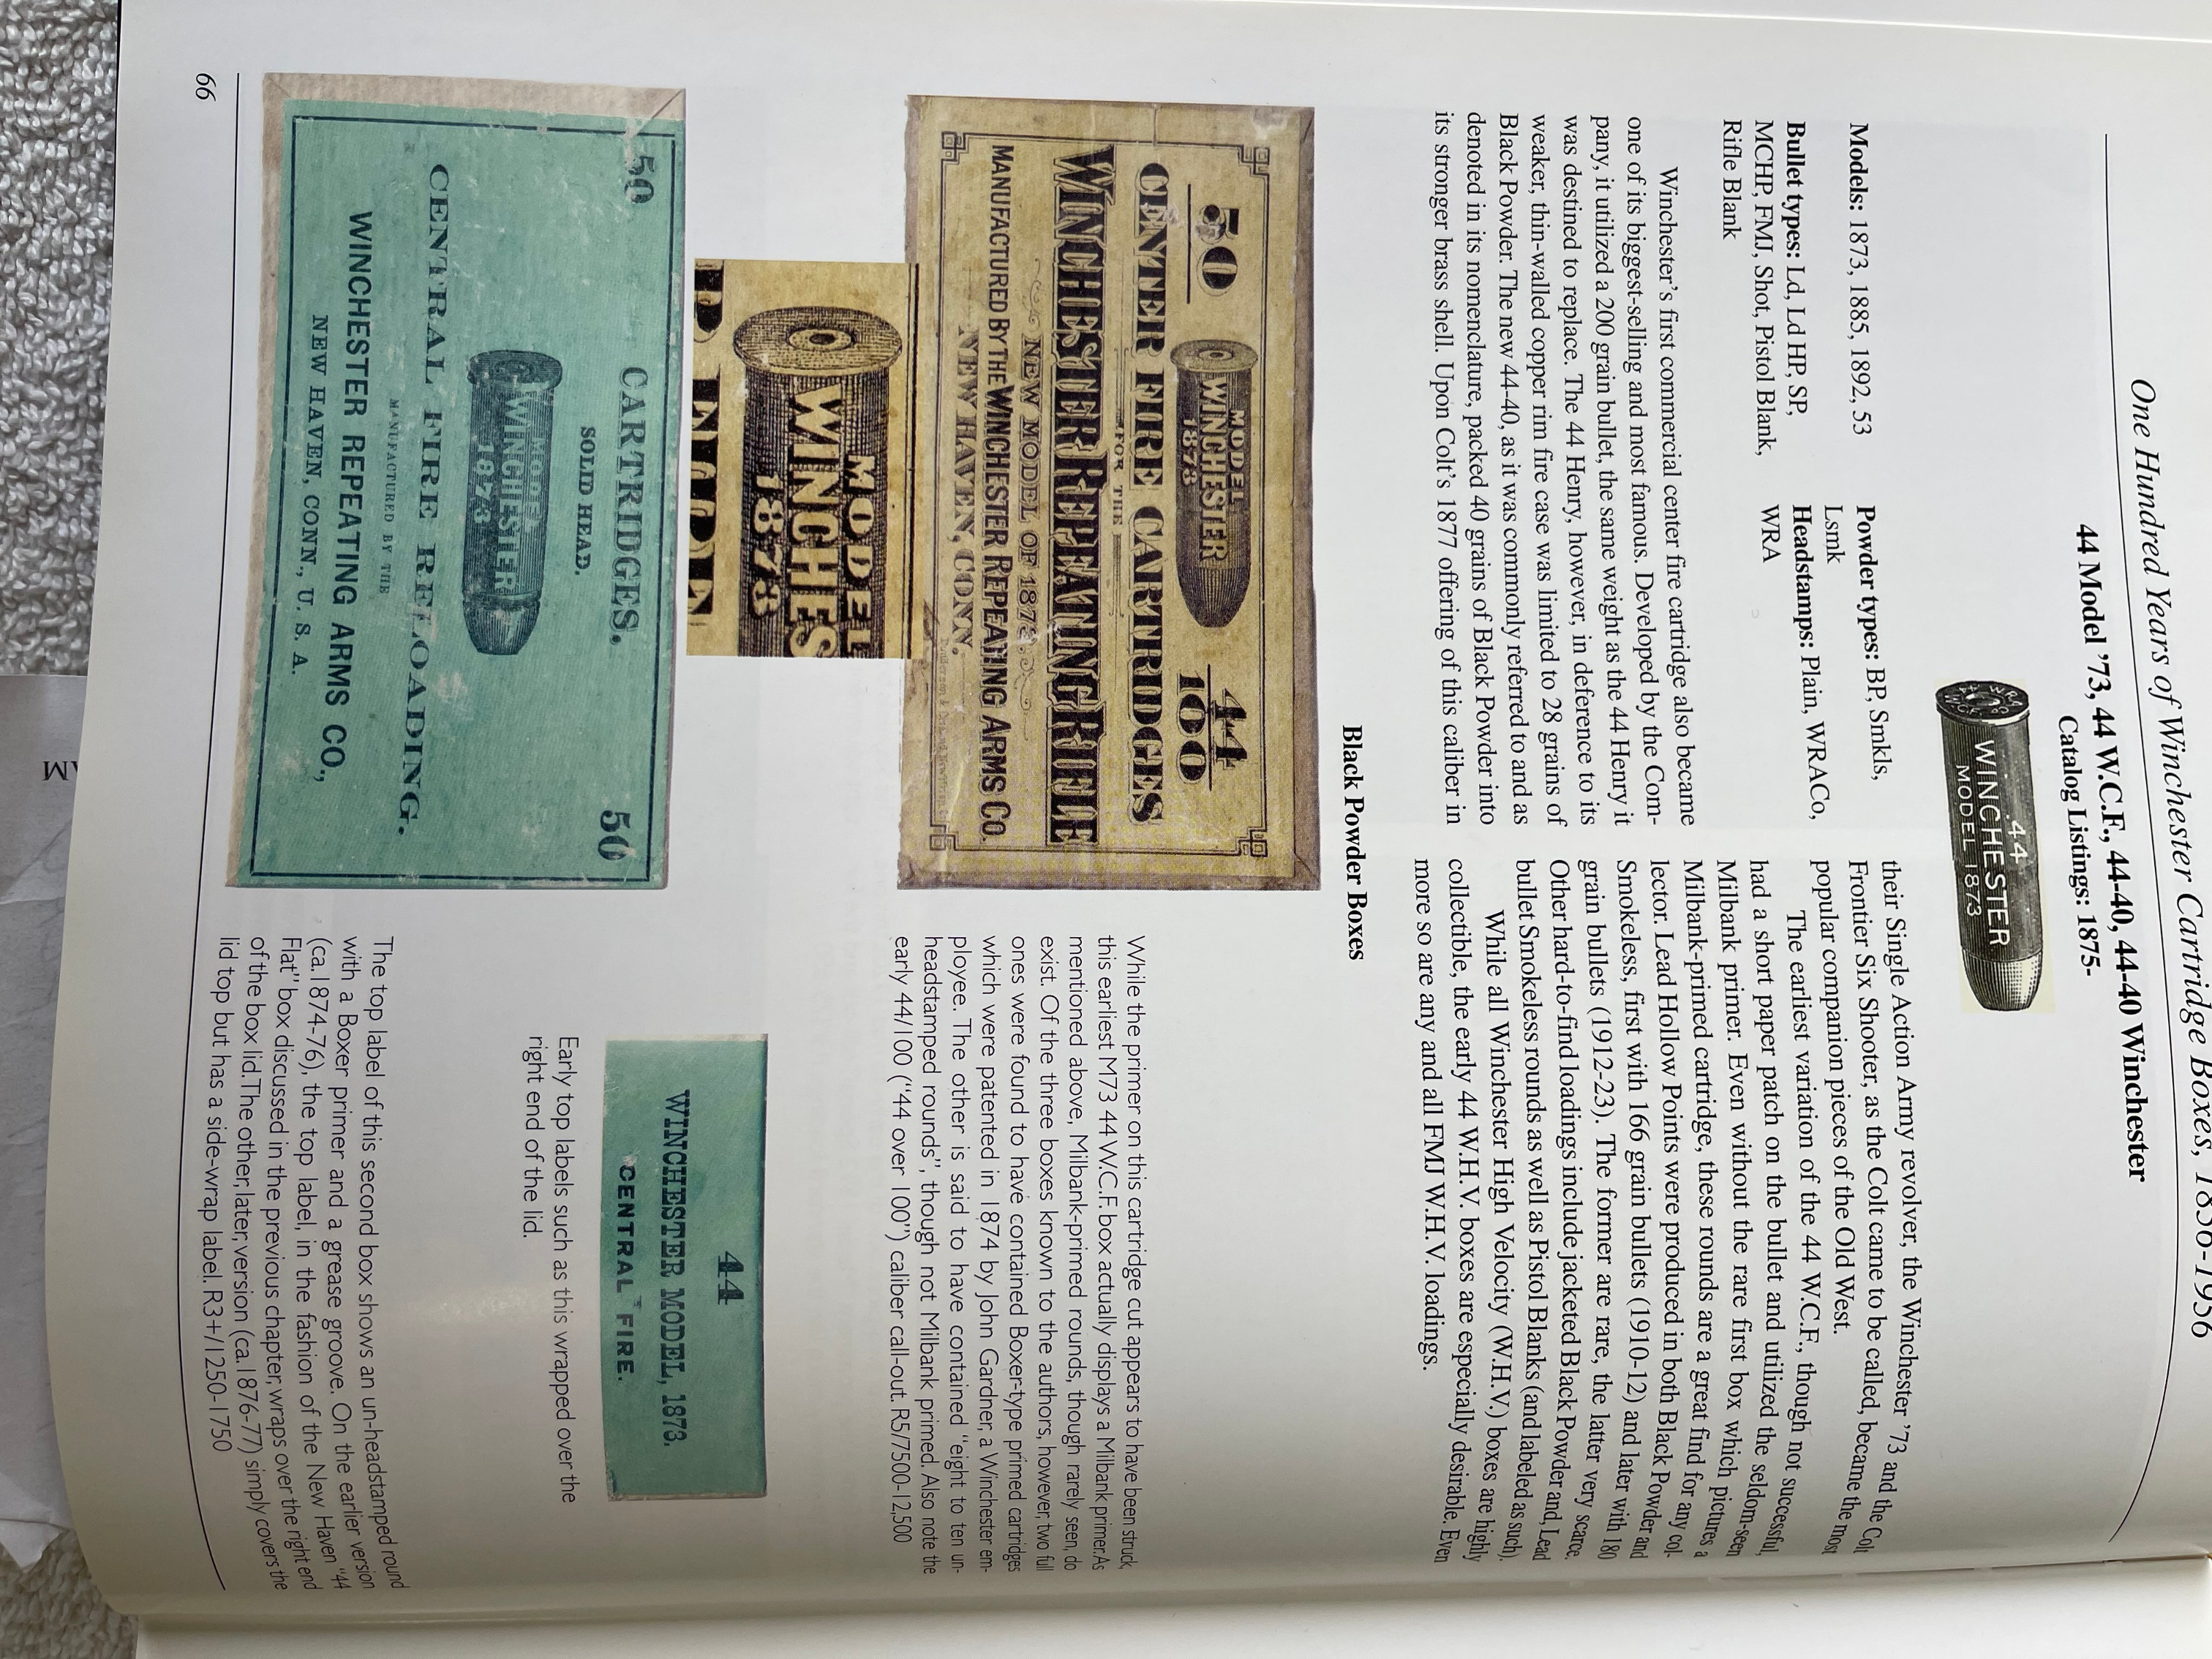 One Hundred Years of Winchester Cartridge Boxes, 1856-1956
44 Model '73, 44 W.C.F., 44-40, 44-40 Winchester
Catalog Listings: 1875-
.44
WINCHESTER
MODEL 1873
Models: 1873, 1885, 1892, 53
Bullet types: Ld, Ld HP, SP,
MCHP, FMJ, Shot, Pistol Blank,
Rifle Blank
Powder types: BP, Smkls,
Lsmk
Headstamps: Plain, WRACo,
WRA
Winchester's first commercial center fire cartridge also became
one of its biggest-selling and most famous. Developed by the Com-
pany, it utilized a 200 grain bullet, the same weight as the 44 Henry it
was destined to replace. The 44 Henry, however, in deference to its
weaker, thin-walled copper rim fire case was limited to 28 grains of
Black Powder. The new 44-40, as it was commonly referred to and as
denoted in its nomenclature, packed 40 grains of Black Powder into
its stronger brass shell. Upon Colt's 1877 offering of this caliber in
their Single Action Army revolver, the Winchester '73 and the Colt
Frontier Six Shooter, as the Colt came to be called, became the most
popular companion pieces of the Old West.
The earliest variation of the 44 W.C.F., though not successful,
had a short paper patch on the bullet and utilized the seldom-seen
Milbank primer. Even without the rare first box which pictures a
Milbank-primed cartridge, these rounds are a great find for any col-
lector. Lead Hollow Points were produced in both Black Powder and
Smokeless, first with 166 grain bullets (1910-12) and later with 180
grain bullets (1912-23). The former are rare, the latter very scarce.
Other hard-to-find loadings include jacketed Black Powder and, Lead
bullet Smokeless rounds as well as Pistol Blanks (and labeled as such).
While all Winchester High Velocity (W.H.V.) boxes are highly
collectible, the early 44 W.H.V. boxes are especially desirable. Even
more so are any and all FMJ W.H.V. loadings.
Black Powder Boxes
50
MODEL
WINCHESTER
1873
44
100
CENTER FIRE CARTRIDGES
FOR THE
WINCHESTER REPEATING RIFLE
NEW MODEL OF 1873.
MANUFACTURED BY THE WINCHESTER REPEATING ARMS CO.
NEW HAVEN, CONN.
MODEL
WINCHES
1873
While the primer on this cartridge cut appears to have been struck,
this earliest M73 44 W.C.F. box actually displays a Milbank primer. As
mentioned above, Milbank-primed rounds, though rarely seen, do
exist. Of the three boxes known to the authors, however, two full
ones were found to have contained Boxer-type primed cartridges
which were patented in 1874 by John Gardner, a Winchester em-
ployee. The other is said to have contained "eight to ten un-
headstamped rounds", though not Milbank primed. Also note the
early 44/100 ("44 over 100") caliber call-out. R5/7500-12,500
50
CARTRIDGES.
50
SOLID HEAD.
MODEL
WINCHESTER
1873
CENTRAL FIRE RELOADING.
MANUFACTURED BY THE
WINCHESTER REPEATING ARMS CO.,
NEW HAVEN, CONN., U. S. A.
44
WINCHESTER MODEL, 1873.
CENTRAL FIRE.
Early top labels such as this wrapped over the
right end of the lid.
The top label of this second box shows an un-headstamped round
with a Boxer primer and a grease groove. On the earlier version
(ca.1874-76), the top label, in the fashion of the New Haven "44
Flat" box discussed in the previous chapter, wraps over the right end
of the box lid. The other, later, version (ca.1876-77) simply covers the
lid top but has a side-wrap label. R3+/1250-1750
66